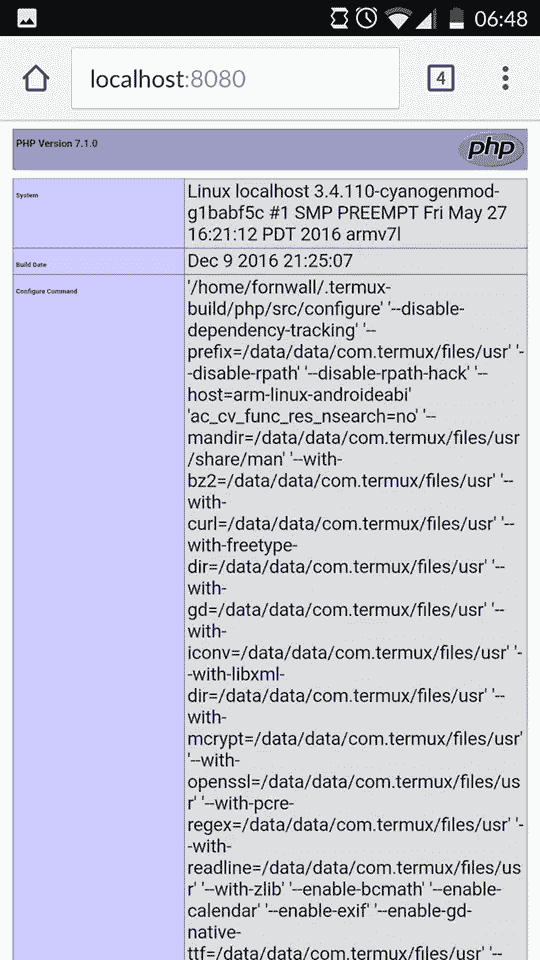 06:48
localhost:8080
4
PHP Version 7.1.0
php
System
Linux localhost 3.4.110-cyanogenmod-
g1babf5c #1 SMP PREEMPT Fri May 27
16:21:12 PDT 2016 armv7l
Build Date
Dec 9 2016 21:25:07
Configure Command
'/home/fornwall/.termux-
build/php/src/configure' '--disable-
dependency-tracking' '--
prefix=/data/data/com.termux/files/usr' '-
-disable-rpath' '--disable-rpath-hack' '--
host=arm-linux-androideabi'
'ac_cv_func_res_nsearch=no' '--
mandir=/data/data/com.termux/files/usr
/share/man' '--with-
bz2=/data/data/com.termux/files/usr' '--
with-
curl=/data/data/com.termux/files/usr' '--
with-freetype-
dir=/data/data/com.termux/files/usr' '--
with-
gd=/data/data/com.termux/files/usr' '--
with-
iconv=/data/data/com.termux/files/usr' '-
-with-libxml-
dir=/data/data/com.termux/files/usr' '--
with-
mcrypt=/data/data/com.termux/files/usr'
'--with-
openssl=/data/data/com.termux/files/us
r' '--with-pcre-
regex=/data/data/com.termux/files/usr' '-
-with-
readline=/data/data/com.termux/files/us
r' '--with-zlib' '--enable-bcmath' '--enable-
calendar' '--enable-exif' '--enable-gd-
native-
ttf=/data/data/com.termux/files/usr' '--